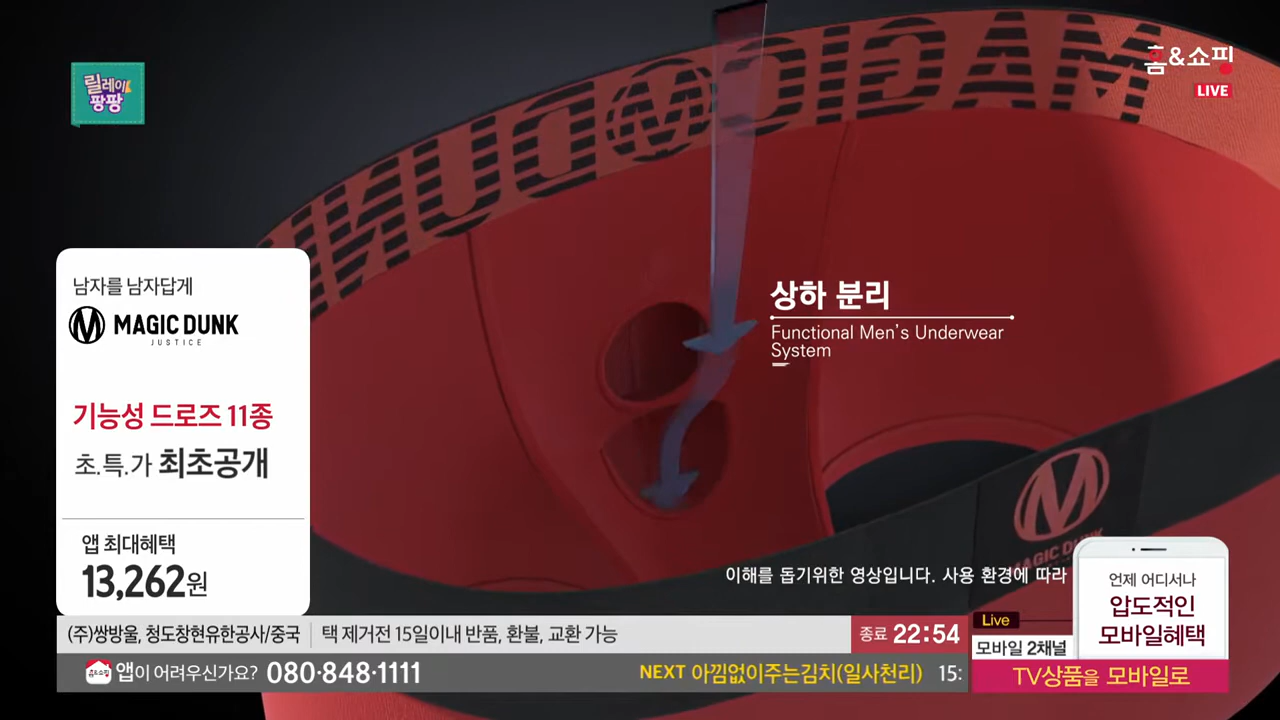 릴레이
팡팡
홈&쇼핑
LIVE
MAGIC DUNK
남자를 남자답게
MAGIC DUNK
JUSTICE
기능성 드로즈 11종
초.특.가 최초공개
앱 최대혜택
13,262원
상하 분리
Functional Men's Underwear
System
MAGIC DUNK
이해를 돕기위한 영상입니다. 사용 환경에 따라
언제 어디서나
압도적인
모바일혜택
Live
모바일 2채널
TV상품을 모바일로
(주)쌍방울, 청도창현유한공사/중국 택 제거전 15일이내 반품, 환불, 교환 가능
종료 22:54
홈&쇼핑 앱이 어려우신가요? 080·848·1111
NEXT 아낌없이주는김치(일사천리) 15: